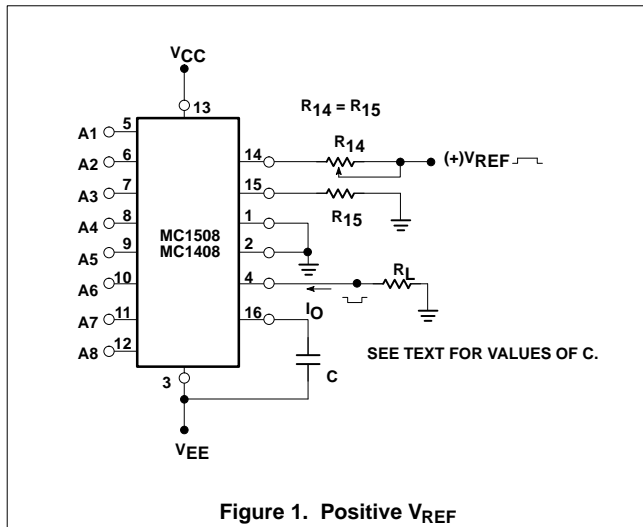 VCC
13
R14 = R15
A1 5
A2 6
A3 7
A4 8
A5 9
A6 10
A7 11
A8 12
MC1508
MC1408
14
R14
(+)VREF
15
R15
1
2
4
RL
IO
16
C
SEE TEXT FOR VALUES OF C.
3
VEE
Figure 1. Positive VREF